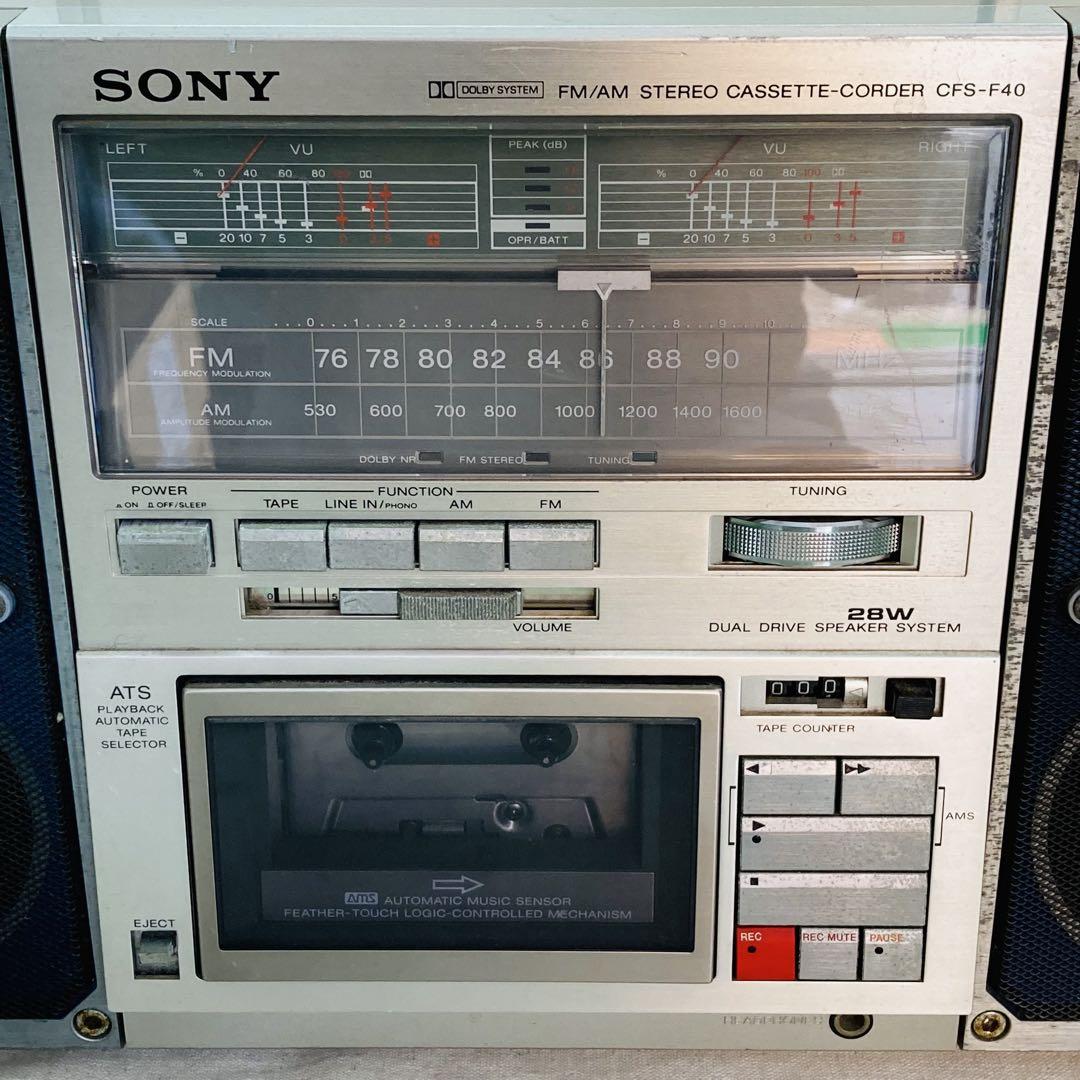 SONY
DOLBY SYSTEM FM/AM STEREO CASSETTE-CORDER CFS-F40
LEFT VU PEAK (dB) VU RIGHT
% 0 40 60 80 100 % 0 40 60 80 100
20 10 7 5 3 0 3 5 20 10 7 5 3 0 3 5
OPR/BATT
SCALE 0 1 2 3 4 5 6 7 8 9 10
FM 76 78 80 82 84 86 88 90 MHz
FREQUENCY MODULATION
AM 530 600 700 800 1000 1200 1400 1600
AMPLITUDE MODULATION
DOLBY NR FM STEREO TUNING
POWER FUNCTION TUNING
ON OFF/SLEEP TAPE LINE IN/PHONO AM FM
0 5
VOLUME
28W
DUAL DRIVE SPEAKER SYSTEM
ATS
PLAYBACK
AUTOMATIC
TAPE
SELECTOR
0 0 0
TAPE COUNTER
AMS
AMS AUTOMATIC MUSIC SENSOR
FEATHER-TOUCH LOGIC-CONTROLLED MECHANISM
EJECT
REC REC MUTE PAUSE
HEADPHONES